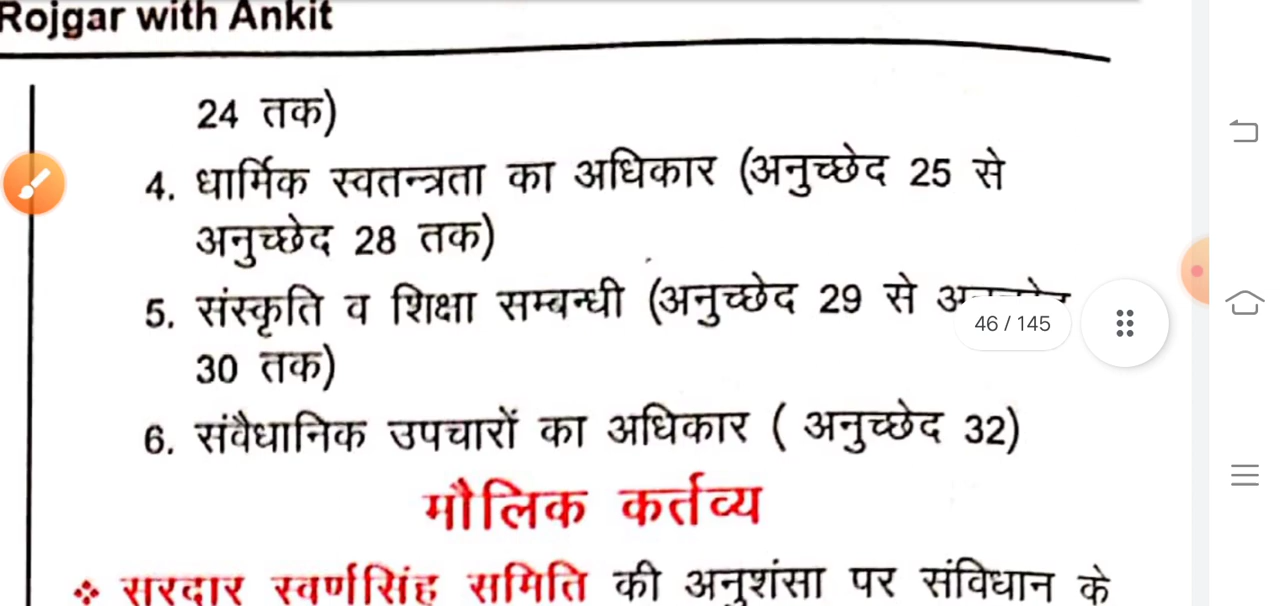 Rojgar with Ankit
24 तक)
4. धार्मिक स्वतन्त्रता का अधिकार (अनुच्छेद 25 से
अनुच्छेद 28 तक)
5. संस्कृति व शिक्षा सम्बन्धी (अनुच्छेद 29 से
46 / 145
30 तक)
6. संवैधानिक उपचारों का अधिकार ( अनुच्छेद 32)
मौलिक कर्तव्य
❖ सरदार स्वर्णसिंह समिति की अनुशंसा पर संविधान के